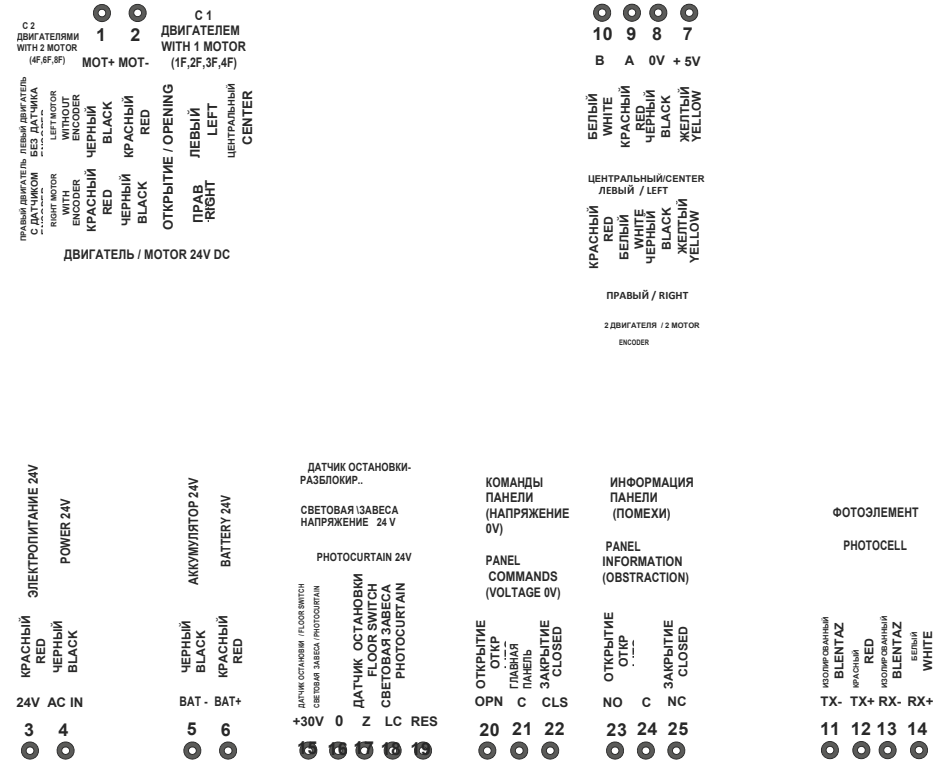 С 2
ДВИГАТЕЛЯМИ
WITH 2 MOTOR
(4F,6F,8F)
1 2
MOT+ MOT-
С 1
ДВИГАТЕЛЕМ
WITH 1 MOTOR
(1F,2F,3F,4F)
ЛЕВЫЙ ДВИГАТЕЛЬ
БЕЗ ДАТЧИКА
LEFT MOTOR
WITHOUT
ENCODER
ЧЕРНЫЙ
BLACK
КРАСНЫЙ
RED
ОТКРЫТИЕ / OPENING
ЛЕВЫЙ
LEFT
ЦЕНТРАЛЬНЫЙ
CENTER
ПРАВЫЙ ДВИГАТЕЛЬ
С ДАТЧИКОМ
RIGHT MOTOR
WITH
ENCODER
КРАСНЫЙ
RED
ЧЕРНЫЙ
BLACK
ПРАВ
RIGHT
ДВИГАТЕЛЬ / MOTOR 24V DC
10 9 8 7
B A 0V + 5V
БЕЛЫЙ
WHITE
КРАСНЫЙ
RED
ЧЕРНЫЙ
BLACK
ЖЕЛТЫЙ
YELLOW
ЦЕНТРАЛЬНЫЙ/CENTER
ЛЕВЫЙ / LEFT
КРАСНЫЙ
RED
БЕЛЫЙ
WHITE
ЧЕРНЫЙ
BLACK
ЖЕЛТЫЙ
YELLOW
ПРАВЫЙ / RIGHT
2 ДВИГАТЕЛЯ / 2 MOTOR
ENCODER
ЭЛЕКТРОПИТАНИЕ 24V
POWER 24V
КРАСНЫЙ
RED
ЧЕРНЫЙ
BLACK
24V AC IN
3 4
АККУМУЛЯТОР 24V
BATTERY 24V
ЧЕРНЫЙ
BLACK
КРАСНЫЙ
RED
BAT - BAT+
5 6
ДАТЧИК ОСТАНОВКИ-
РАЗБЛОКИР..
СВЕТОВАЯ \ЗАВЕСА
НАПРЯЖЕНИЕ 24 V
PHOTOCURTAIN 24V
ДАТЧИК ОСТАНОВКИ / FLOOR SWITCH
СВЕТОВАЯ ЗАВЕСА / PHOTOCURTAIN
ДАТЧИК ОСТАНОВКИ
FLOOR SWITCH
СВЕТОВАЯ ЗАВЕСА
PHOTOCURTAIN
+30V 0 Z LC RES
15 16 17 18 19
КОМАНДЫ
ПАНЕЛИ
(НАПРЯЖЕНИЕ
0V)
PANEL
COMMANDS
(VOLTAGE 0V)
ОТКРЫТИЕ
ОТКР
ГЛАВНАЯ
ПАНЕЛЬ
ЗАКРЫТИЕ
CLOSED
OPN C CLS
20 21 22
ИНФОРМАЦИЯ
ПАНЕЛИ
(ПОМЕХИ)
PANEL
INFORMATION
(OBSTRACTION)
ОТКРЫТИЕ
ОТКР
ЗАКРЫТИЕ
CLOSED
NO C NC
23 24 25
ФОТОЭЛЕМЕНТ
PHOTOCELL
ИЗОЛИРОВАННЫЙ
BLENTAZ
КРАСНЫЙ
RED
ИЗОЛИРОВАННЫЙ
BLENTAZ
БЕЛЫЙ
WHITE
TX- TX+ RX- RX+
11 12 13 14